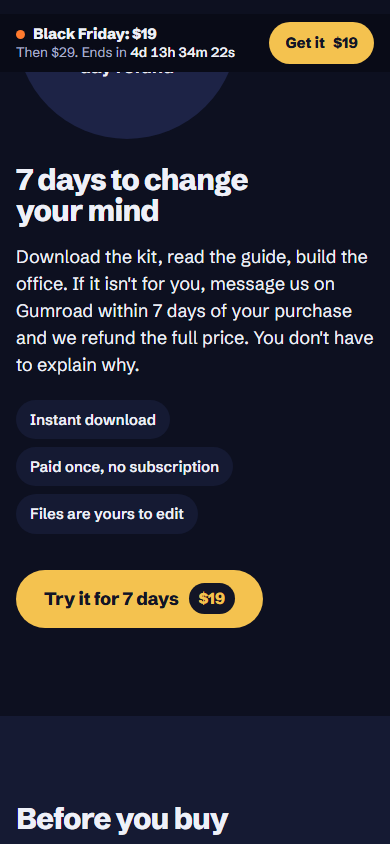 Black Friday: $19
Then $29. Ends in 4d 13h 34m 22s
Get it $19
day refund
7 days to change
your mind
Download the kit, read the guide, build the
office. If it isn't for you, message us on
Gumroad within 7 days of your purchase
and we refund the full price. You don't have
to explain why.
Instant download
Paid once, no subscription
Files are yours to edit
Try it for 7 days $19
Before you buy